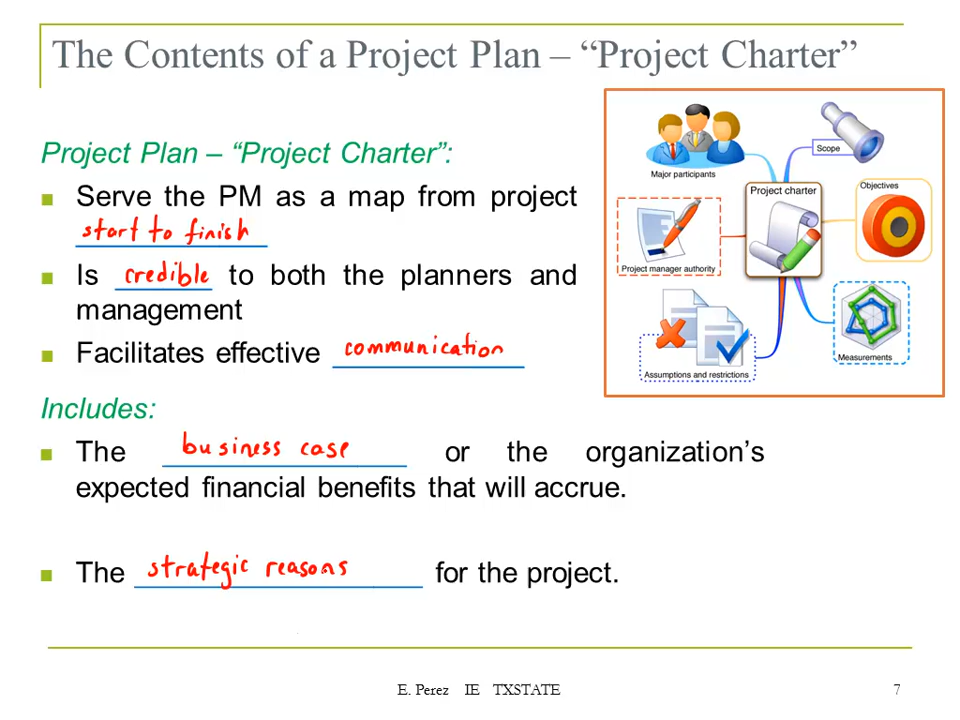 The Contents of a Project Plan – “Project Charter”
Project Plan – “Project Charter”:
Serve the PM as a map from project
start to finish
Is credible to both the planners and
management
Facilitates effective communication
Includes:
The business case or the organization’s
expected financial benefits that will accrue.
The strategic reasons for the project.
Major participants
Scope
Project charter
Objectives
Project manager authority
Measurements
Assumptions and restrictions
E. Perez IE TXSTATE
7